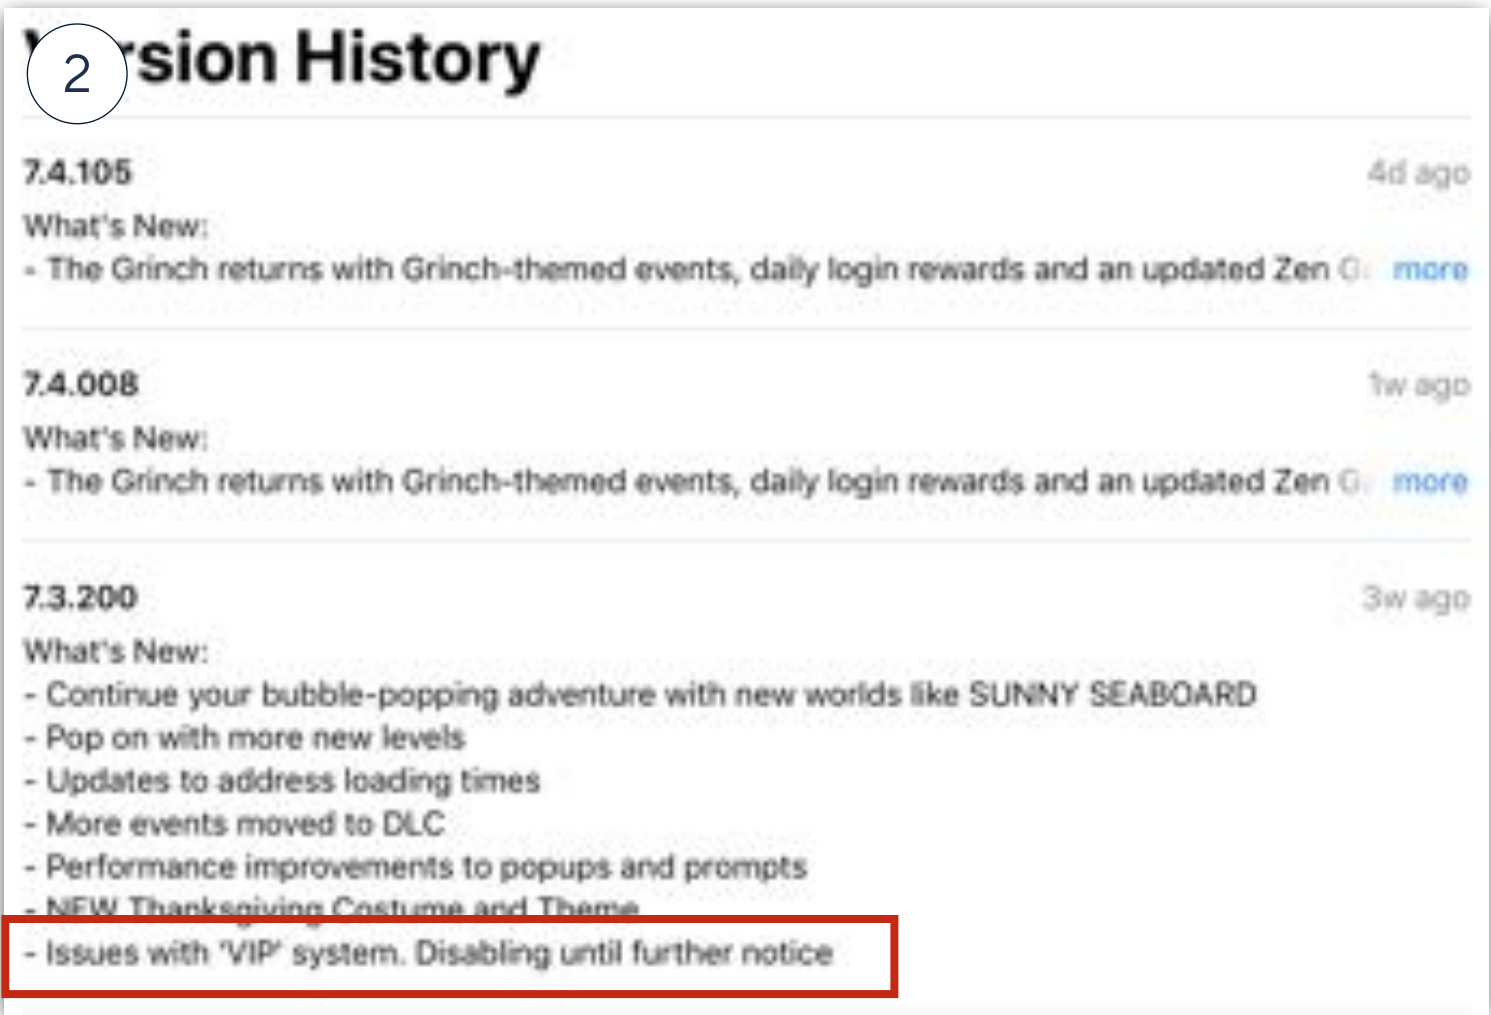 2
rsion History
7.4.105
4d ago
What's New:
- The Grinch returns with Grinch-themed events, daily login rewards and an updated Zen
more
7.4.008
1w ago
What's New:
- The Grinch returns with Grinch-themed events, daily login rewards and an updated Zen
more
7.3.200
3w ago
What's New:
- Continue your bubble-popping adventure with new worlds like SUNNY SEABOARD
- Pop on with more new levels
- Updates to address loading times
- More events moved to DLC
- Performance improvements to popups and prompts
- NEW Thanksgiving Costume and Theme
- Issues with 'VIP' system. Disabling until further notice